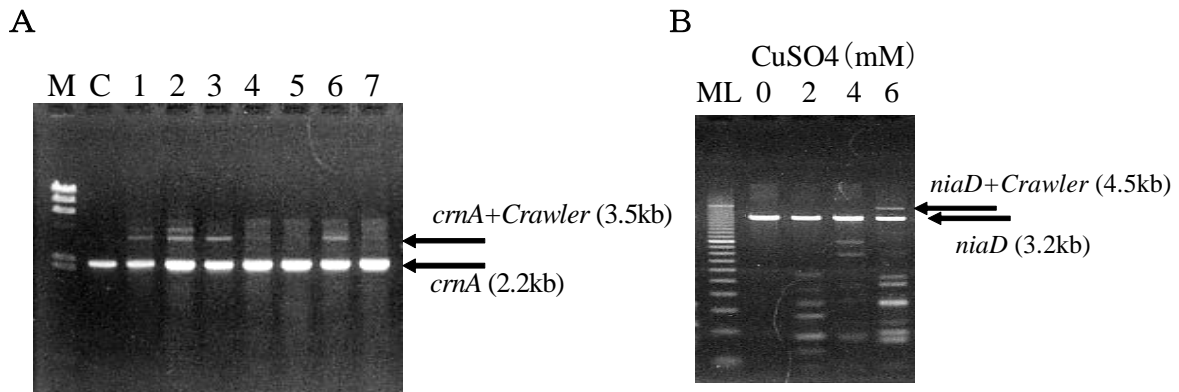 A
M C 1 2 3 4 5 6 7
crnA+Crawler (3.5kb)
crnA (2.2kb)
B
CuSO4 (mM)
ML 0 2 4 6
niaD+Crawler (4.5kb)
niaD (3.2kb)